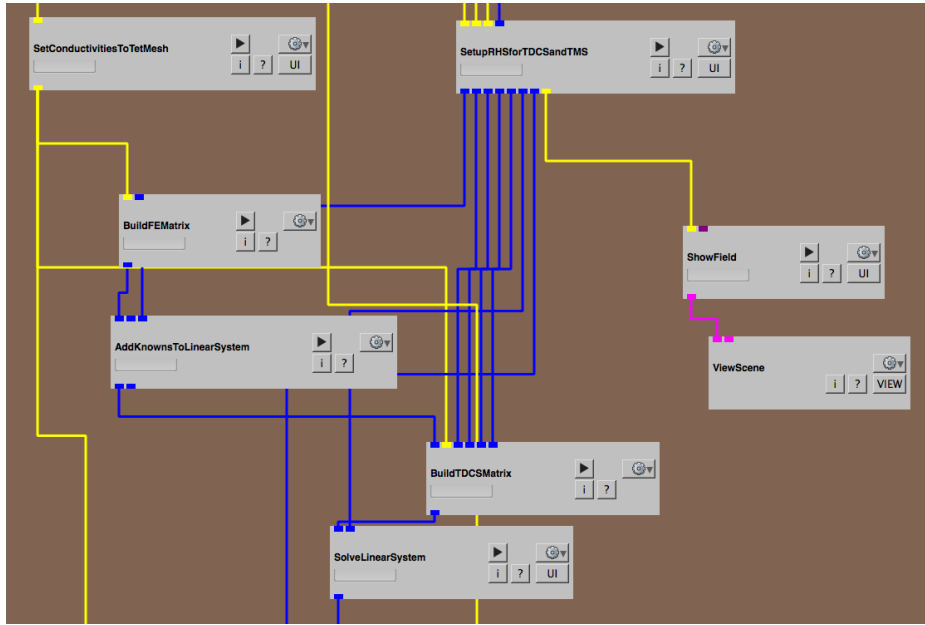 SetConductivitiesToTetMesh
i ? UI
SetupRHSforTDCSandTMS
i ? UI
BuildFEMatrix
i ?
ShowField
i ? UI
AddKnownsToLinearSystem
i ?
ViewScene
i ? VIEW
BuildTDCSMatrix
i ?
SolveLinearSystem
i ? UI